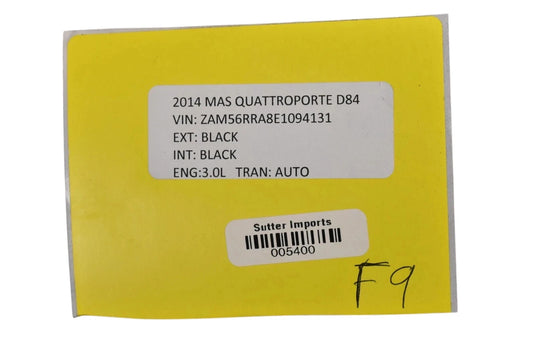 2014 MAS QUATTROPORTE D84
VIN: ZAM56RRA8E1094131
EXT: BLACK
INT: BLACK
ENG:3.0L TRAN: AUTO
Sutter Imports
005400
F9